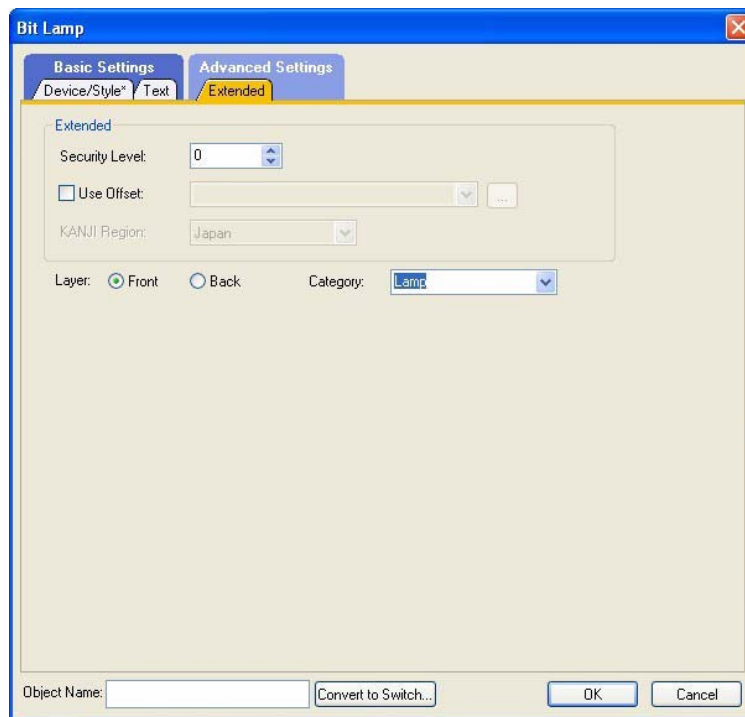 Bit Lamp
Basic Settings Advanced Settings
Device/Style* Text Extended
Extended
Security Level: 0
Use Offset: ...
KANJI Region: Japan
Layer: Front Back Category: Lamp
Object Name: Convert to Switch... OK Cancel